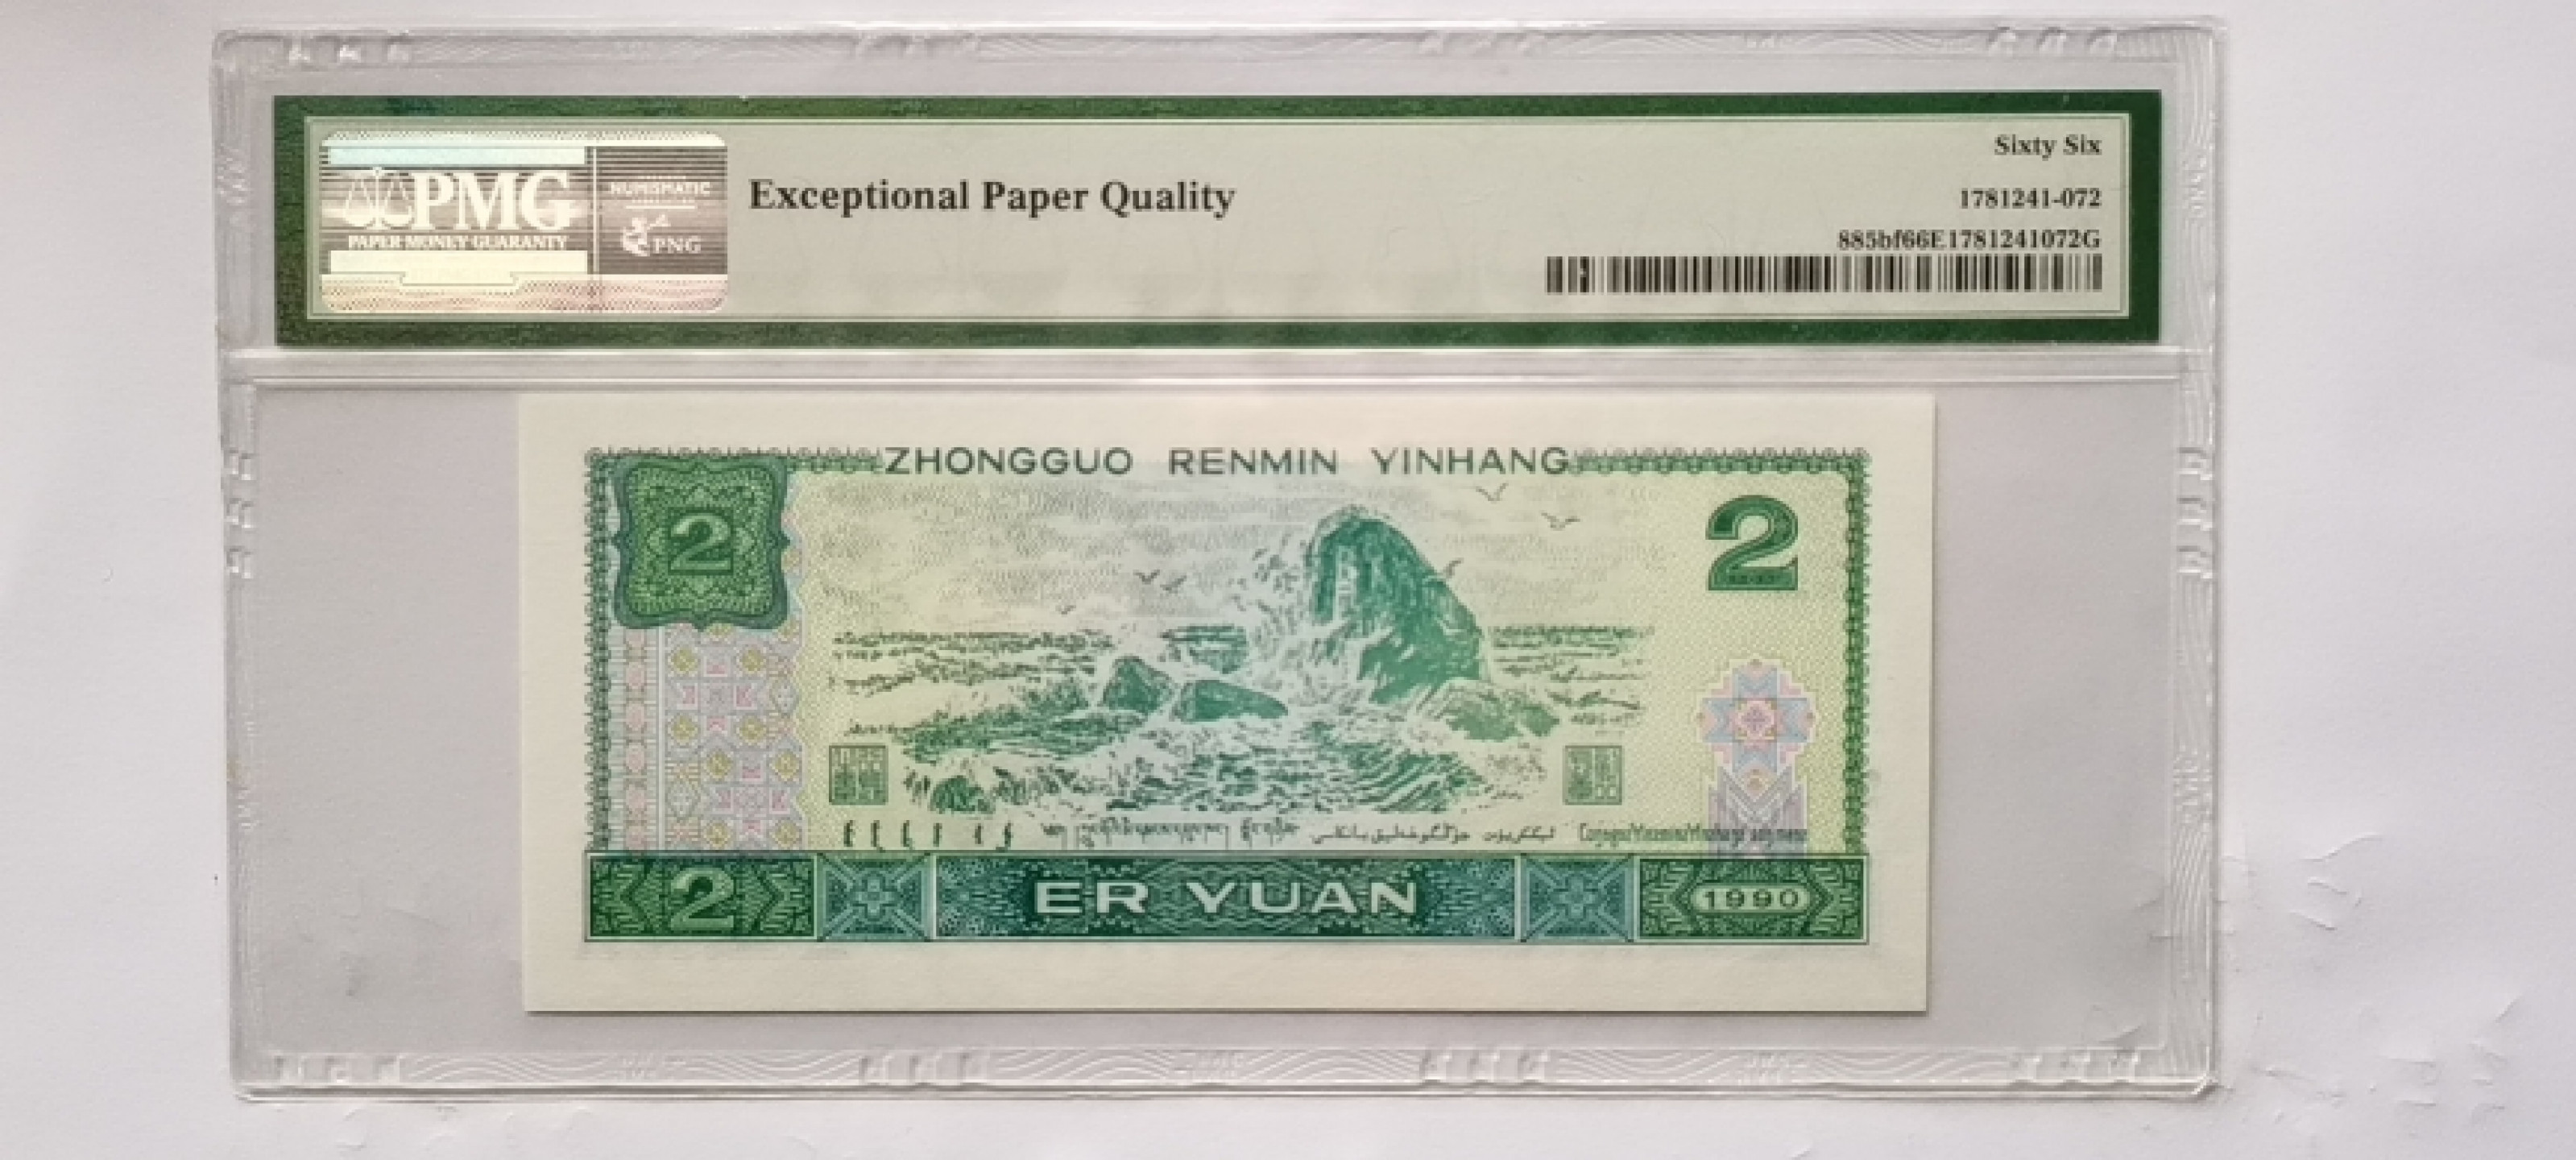 PMG
PAPER MONEY GUARANTY
NUMISMATIC
PNG
Exceptional Paper Quality
Sixty Six
1781241-072
885bf66E1781241072G
ZHONGGUO RENMIN YINHANG
2
2
2 ER YUAN 1990